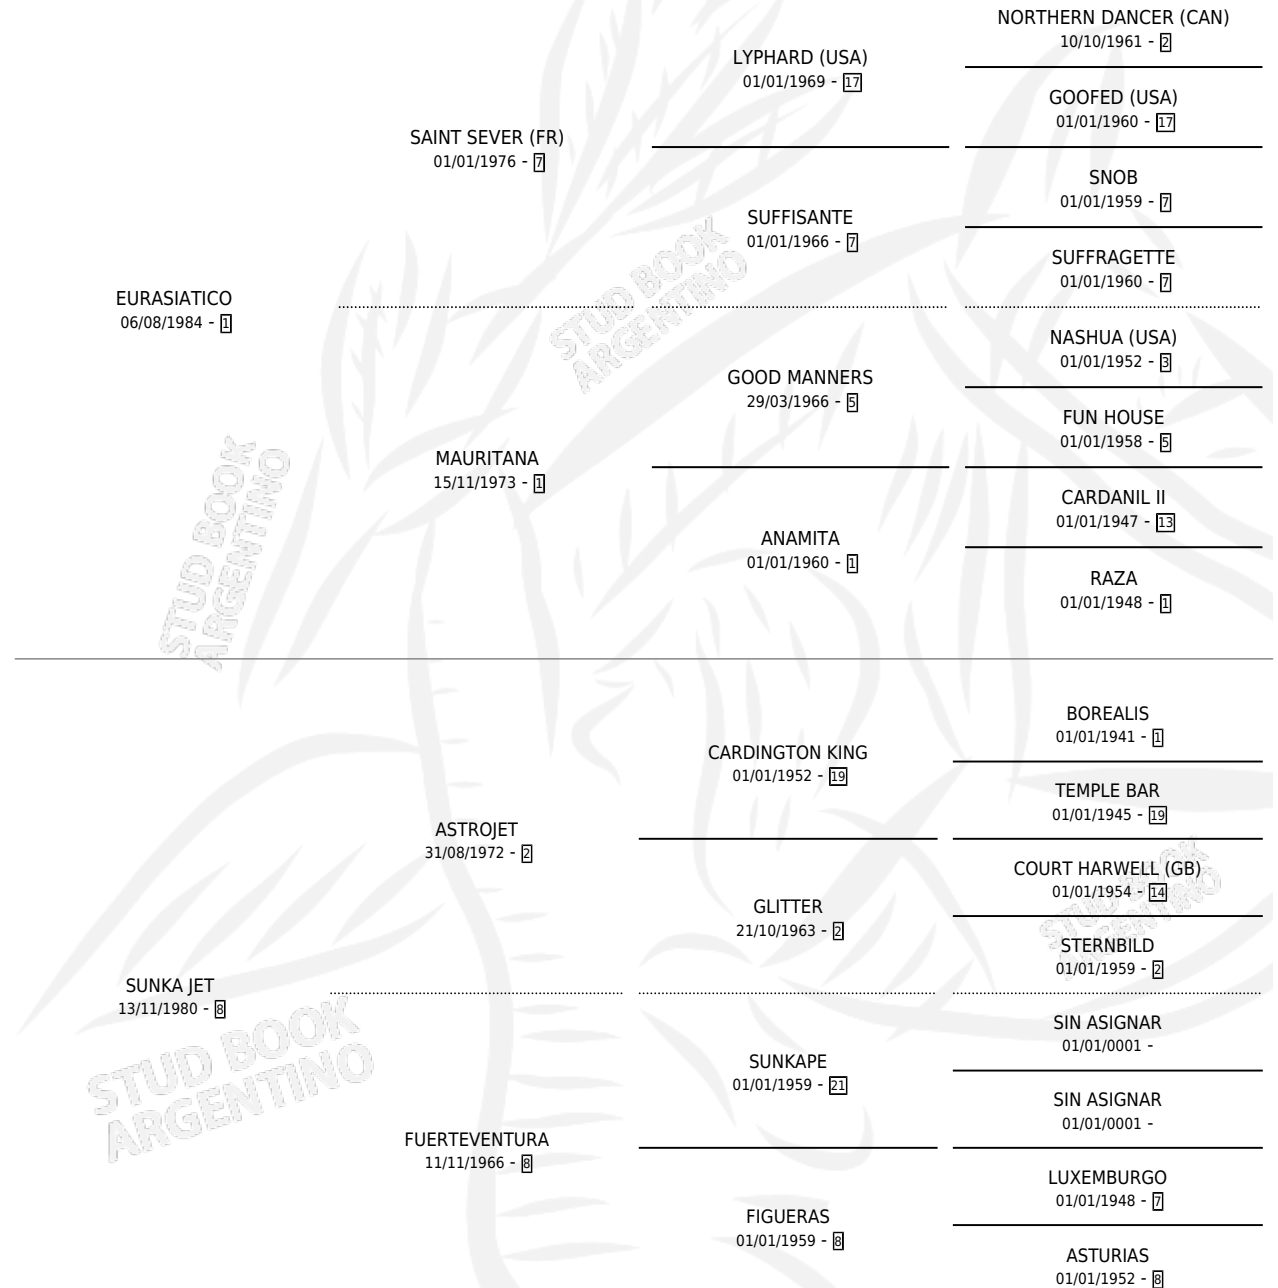 NORTHERN DANCER (CAN)
10/10/1961 - 2
LYPHARD (USA)
01/01/1969 - 17
GOOFED (USA)
01/01/1960 - 17
SAINT SEVER (FR)
01/01/1976 - 7
SNOB
01/01/1959 - 7
SUFFISANTE
01/01/1966 - 7
SUFFRAGETTE
01/01/1960 - 7
EURASIATICO
06/08/1984 - 1
NASHUA (USA)
01/01/1952 - 3
GOOD MANNERS
29/03/1966 - 5
FUN HOUSE
01/01/1958 - 5
MAURITANA
15/11/1973 - 1
CARDANIL II
01/01/1947 - 13
ANAMITA
01/01/1960 - 1
RAZA
01/01/1948 - 1
BOREALIS
01/01/1941 - 1
CARDINGTON KING
01/01/1952 - 19
TEMPLE BAR
01/01/1945 - 19
ASTROJET
31/08/1972 - 2
COURT HARWELL (GB)
01/01/1954 - 14
GLITTER
21/10/1963 - 2
STERNBILD
01/01/1959 - 2
SUNKA JET
13/11/1980 - 8
SIN ASIGNAR
01/01/0001 -
SUNKAPE
01/01/1959 - 21
SIN ASIGNAR
01/01/0001 -
FUERTEVENTURA
11/11/1966 - 8
LUXEMBURGO
01/01/1948 - 7
FIGUERAS
01/01/1959 - 8
ASTURIAS
01/01/1952 - 8
STUD BOOK
ARGENTINO
STUD BOOK
ARGENTINO
STUD BOOK
ARGENTINO
STUD BOOK
ARGENTINO